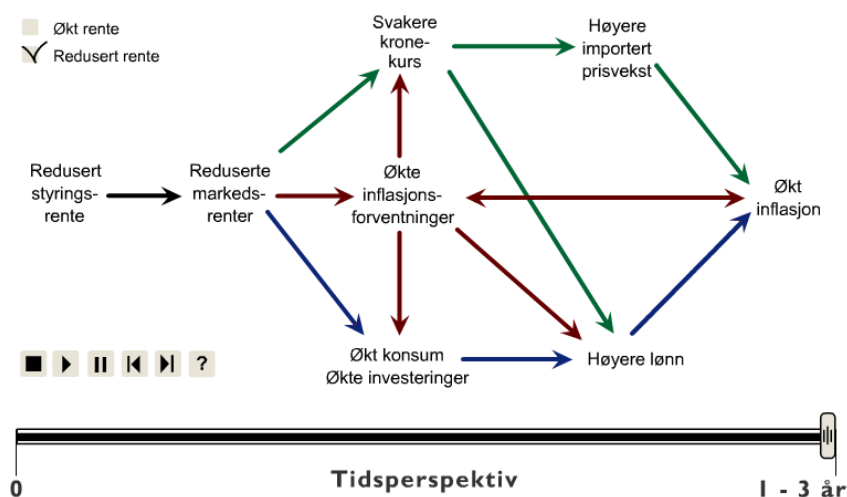 Økt rente
Redusert rente
Svakere
krone-
kurs
Høyere
importert
prisvekst
Redusert
styrings-
rente
Reduserte
markeds-
renter
Økte
inflasjons-
forventninger
Økt
inflasjon
Økt konsum
Økte investeringer
Høyere lønn
?
0
Tidsperspektiv
1 - 3 år